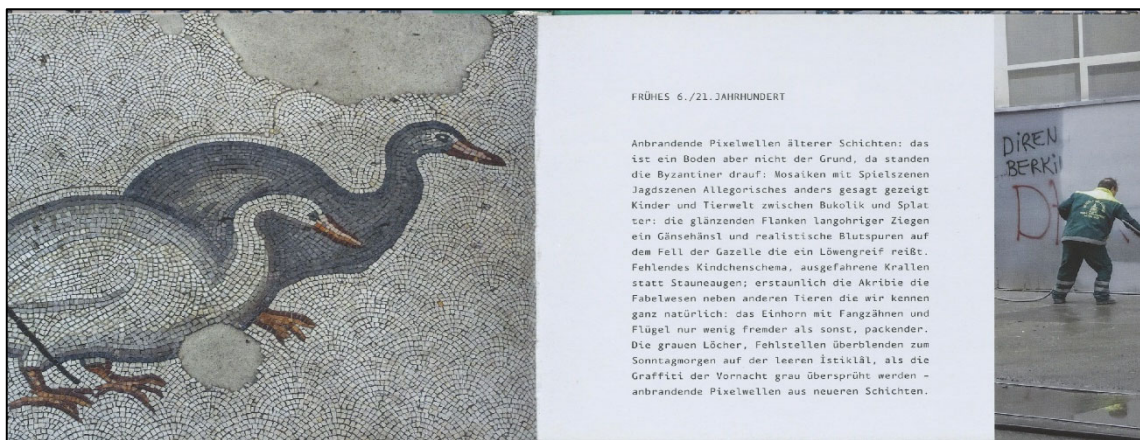 FRÜHES 6./21.JAHRHUNDERT
Anbrandende Pixelwellen älterer Schichten: das
ist ein Boden aber nicht der Grund, da standen
die Byzantiner drauf: Mosaiken mit Spielszenen
Jagdszenen Allegorisches anders gesagt gezeigt
Kinder und Tierwelt zwischen Bukolik und Splat
ter: die glänzenden Flanken langohriger Ziegen
ein Gänsehänsl und realistische Blutspuren auf
dem Fell der Gazelle die ein Löwengreif reißt.
Fehlendes Kindchenschema, ausgefahrene Krallen
statt Stauneaugen; erstaunlich die Akribie die
Fabelwesen neben anderen Tieren die wir kennen
ganz natürlich: das Einhorn mit Fangzähnen und
Flügel nur wenig fremder als sonst, packender.
Die grauen Löcher, Fehlstellen überblenden zum
Sonntagmorgen auf der leeren İstiklâl, als die
Graffiti der Vornacht grau übersprüht werden –
anbrandende Pixelwellen aus neueren Schichten.
DiREN
BERKi